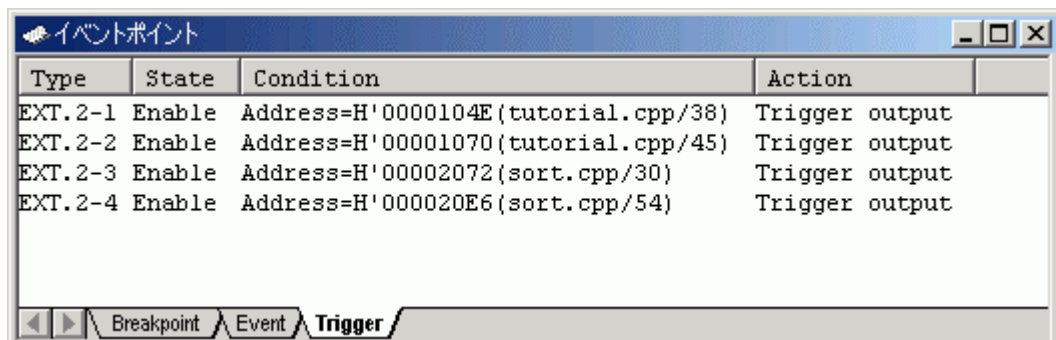 イベントポイント
Type State Condition Action
EXT.2-1 Enable Address=H'0000104E(tutorial.cpp/38) Trigger output
EXT.2-2 Enable Address=H'00001070(tutorial.cpp/45) Trigger output
EXT.2-3 Enable Address=H'00002072(sort.cpp/30) Trigger output
EXT.2-4 Enable Address=H'000020E6(sort.cpp/54) Trigger output
Breakpoint Event Trigger